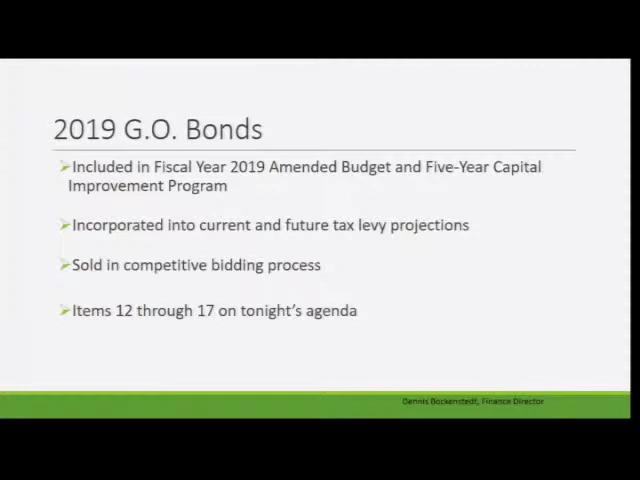 2019 G.O. Bonds
Included in Fiscal Year 2019 Amended Budget and Five-Year Capital
Improvement Program
Incorporated into current and future tax levy projections
Sold in competitive bidding process
Items 12 through 17 on tonight's agenda
Dennis Bockenstedt, Finance Director